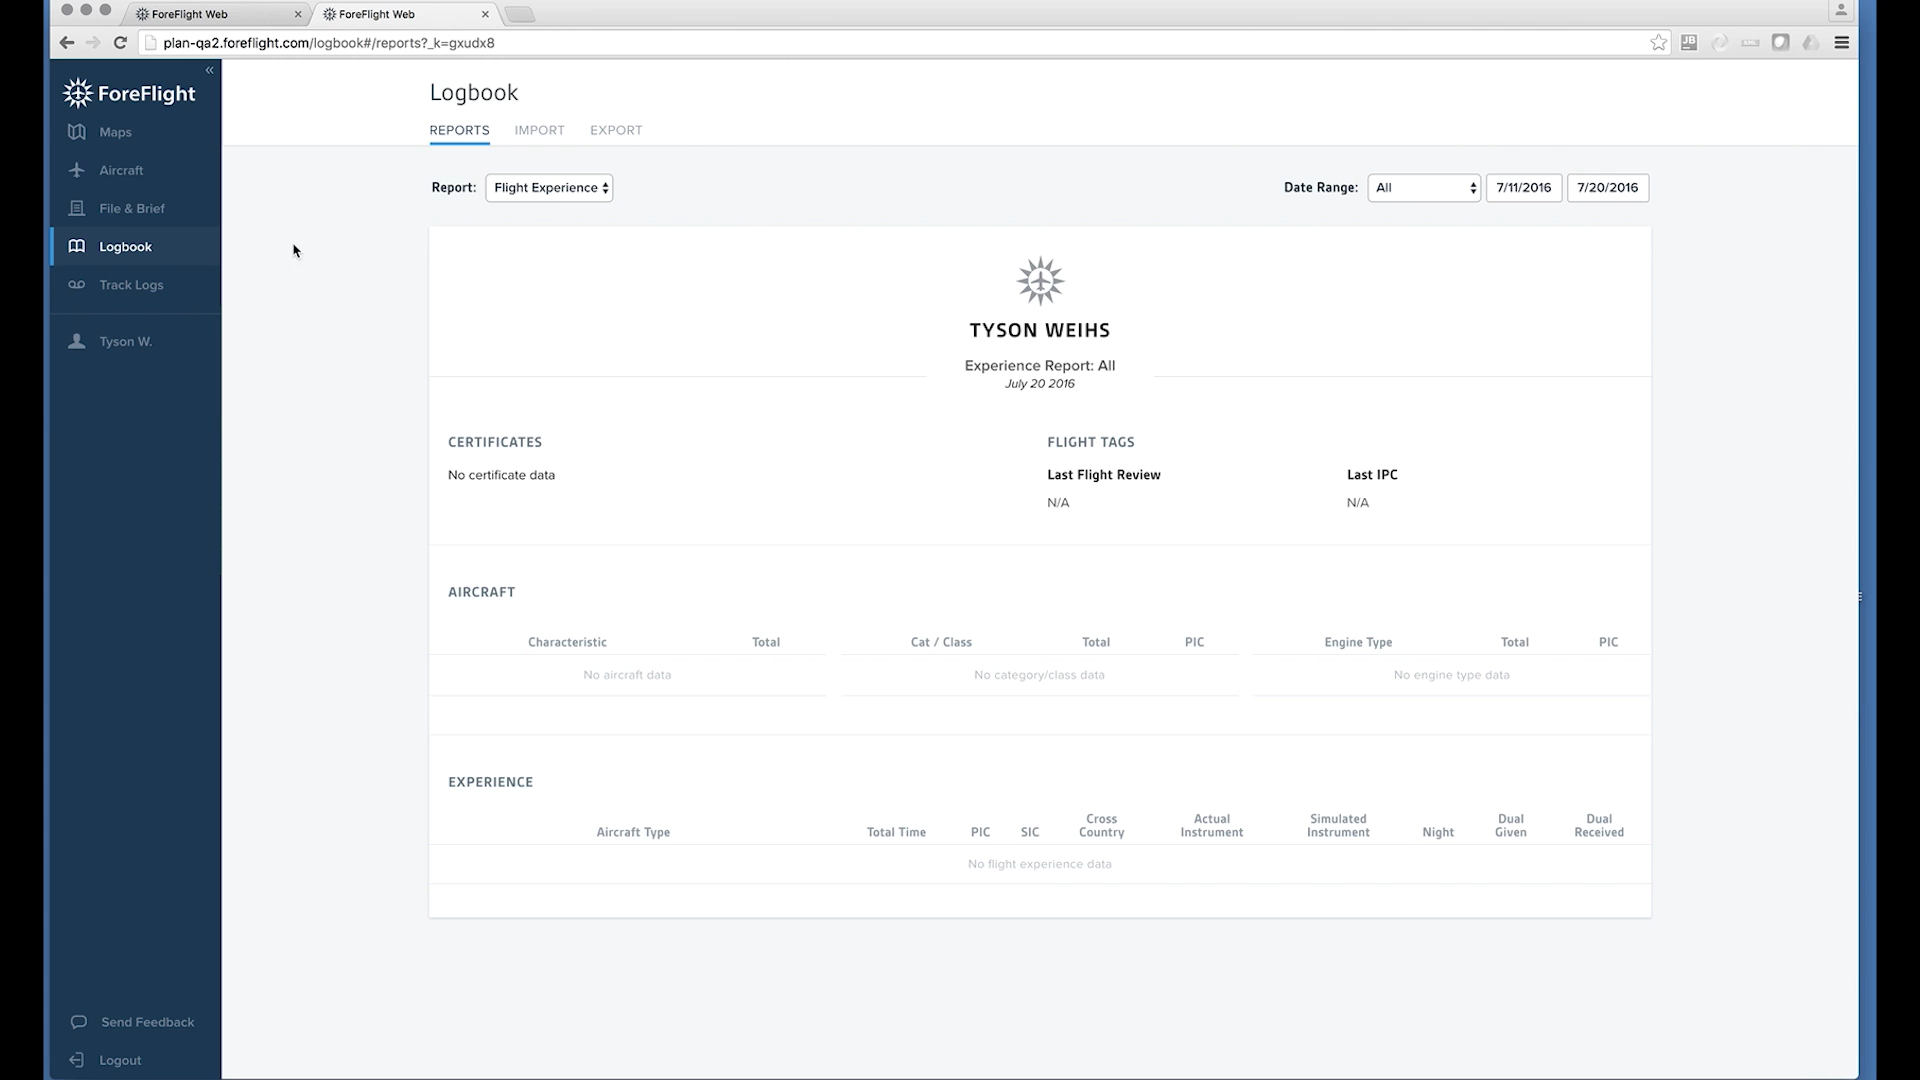 ForeFlight Web
ForeFlight Web
plan-qa2.foreflight.com/logbook#/reports?_k=gxudx8
JB
ForeFlight
Maps
Aircraft
File & Brief
Logbook
Track Logs
Tyson W.
Send Feedback
Logout
Logbook
REPORTS IMPORT EXPORT
Report: Flight Experience Date Range: All 7/11/2016 7/20/2016
TYSON WEIHS
Experience Report: All
July 20 2016
CERTIFICATES
No certificate data
FLIGHT TAGS
Last Flight Review Last IPC
N/A N/A
AIRCRAFT
Characteristic Total Cat / Class Total PIC Engine Type Total PIC
No aircraft data No category/class data No engine type data
EXPERIENCE
Aircraft Type Total Time PIC SIC Cross Country Actual Instrument Simulated Instrument Night Dual Given Dual Received
No flight experience data